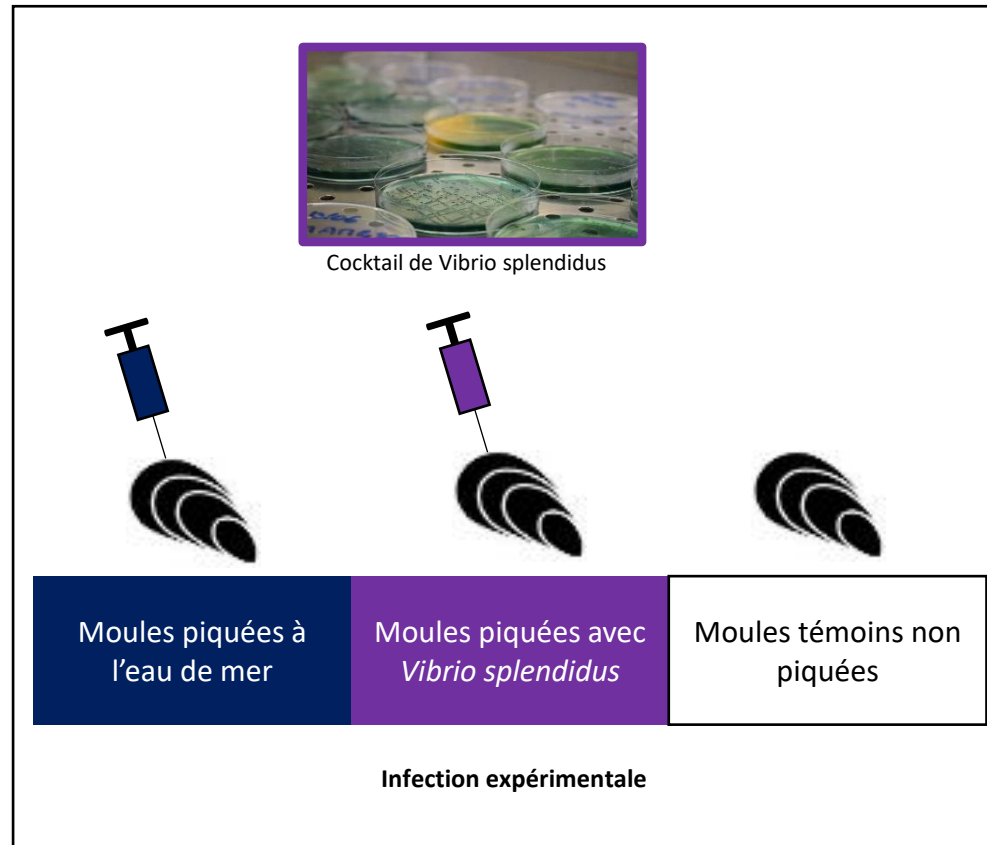 Cocktail de Vibrio splendidus
Moules piquées à
l'eau de mer
Moules piquées avec
Vibrio splendidus
Moules témoins non
piquées
Infection expérimentale